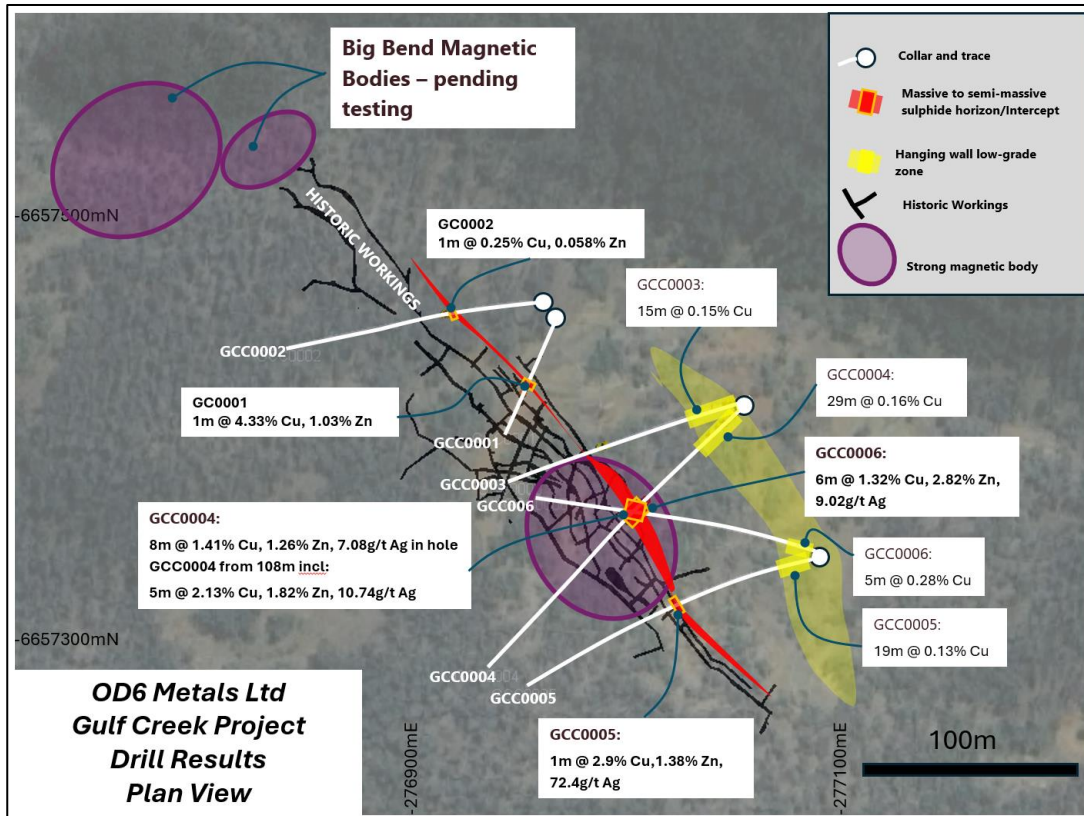 Big Bend Magnetic
Bodies – pending
testing
Collar and trace
Massive to semi-massive
sulphide horizon/Intercept
Hanging wall low-grade
zone
Historic Workings
Strong magnetic body
-6657500mN
HISTORIC WORKINGS
GC0002
1m @ 0.25% Cu, 0.058% Zn
GCC0003:
15m @ 0.15% Cu
GCC0002
GCC0004:
29m @ 0.16% Cu
GC0001
1m @ 4.33% Cu, 1.03% Zn
GCC0001
GCC0006:
6m @ 1.32% Cu, 2.82% Zn,
9.02g/t Ag
GCC0003
GCC006
GCC0004:
8m @ 1.41% Cu, 1.26% Zn, 7.08g/t Ag in hole
GCC0004 from 108m incl:
5m @ 2.13% Cu, 1.82% Zn, 10.74g/t Ag
GCC0006:
5m @ 0.28% Cu
GCC0005:
19m @ 0.13% Cu
-6657300mN
GCC0004
GCC0005
OD6 Metals Ltd
Gulf Creek Project
Drill Results
Plan View
GCC0005:
1m @ 2.9% Cu,1.38% Zn,
72.4g/t Ag
-276900mE
-277100mE
100m